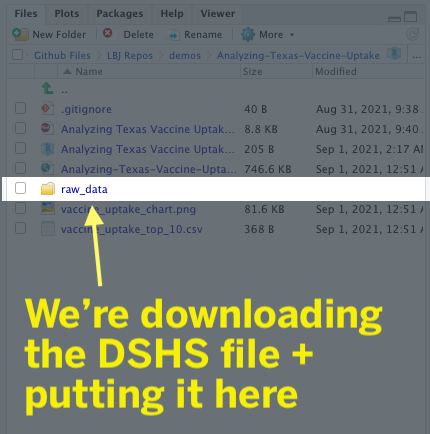 Files Plots Packages Help Viewer
New Folder Delete Rename More
Github Files LBJ Repos demos Analyzing-Texas-Vaccine-Uptake ...
Name Size Modified
..
.gitignore 40 B Aug 31, 2021, 9:38
Analyzing Texas Vaccine Uptak... 8.8 KB Aug 31, 2021, 9:40
Analyzing Texas Vaccine Uptak... 205 B Sep 1, 2021, 2:17 AM
Analyzing-Texas-Vaccine-Upta... 746.6 KB Sep 1, 2021, 12:51
raw_data
vaccine_uptake_chart.png 81.6 KB Sep 1, 2021, 12:51
vaccine_uptake_top_10.csv 368 B Sep 1, 2021, 12:51
We're downloading
the DSHS file +
putting it here